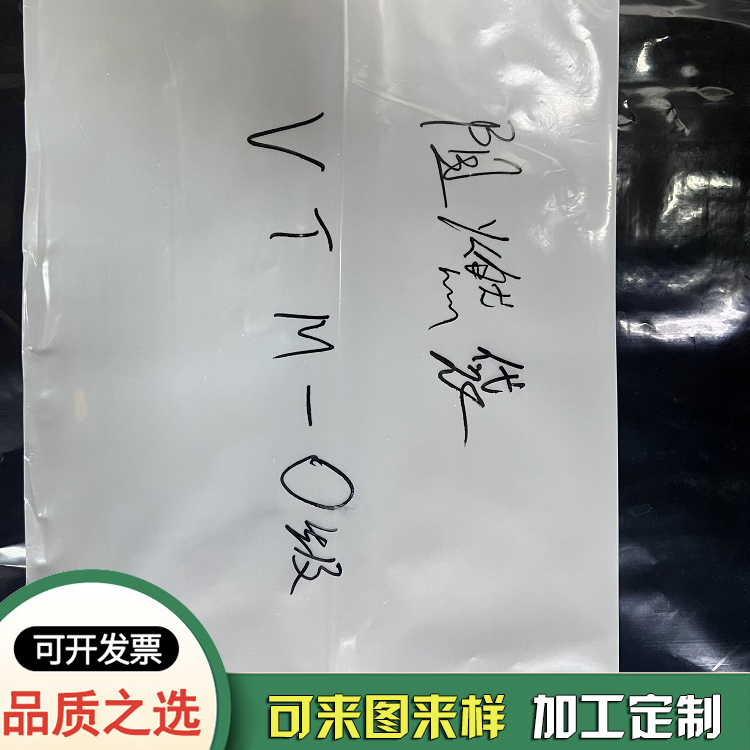 阻燃袋
VTM-0级
可开发票
品质之选
可来图来样 加工定制